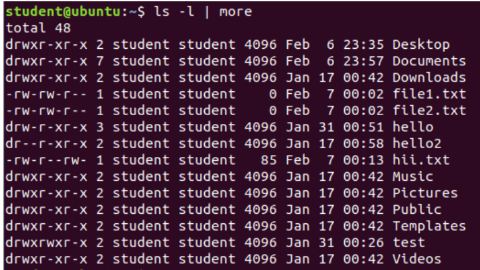 student@ubuntu:~$ ls -l | more
total 48
drwxr-xr-x 2 student student 4096 Feb  6 23:35 Desktop
drwxr-xr-x 7 student student 4096 Feb  6 23:57 Documents
drwxr-xr-x 2 student student 4096 Jan 17 00:42 Downloads
-rw-rw-r-- 1 student student    0 Feb  7 00:02 file1.txt
-rw-rw-r-- 1 student student    0 Feb  7 00:02 file2.txt
drw-r-xr-x 3 student student 4096 Jan 31 00:51 hello
dr--r-xr-x 2 student student 4096 Jan 17 00:58 hello2
-rw-r--rw- 1 student student   85 Feb  7 00:13 hii.txt
drwxr-xr-x 2 student student 4096 Jan 17 00:42 Music
drwxr-xr-x 2 student student 4096 Jan 17 00:42 Pictures
drwxr-xr-x 2 student student 4096 Jan 17 00:42 Public
drwxr-xr-x 2 student student 4096 Jan 17 00:42 Templates
drwxrwxr-x 2 student student 4096 Jan 31 00:26 test
drwxr-xr-x 2 student student 4096 Jan 17 00:42 Videos